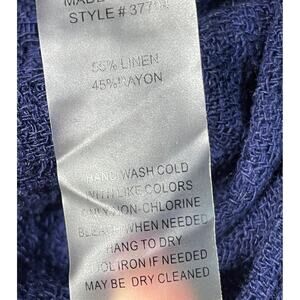 MADE
STYLE # 377
55% LINEN
45% RAYON
HAND WASH COLD
WITH LIKE COLORS
ONLY NON-CHLORINE
BLEACH WHEN NEEDED
HANG TO DRY
COOL IRON IF NEEDED
MAY BE DRY CLEANED